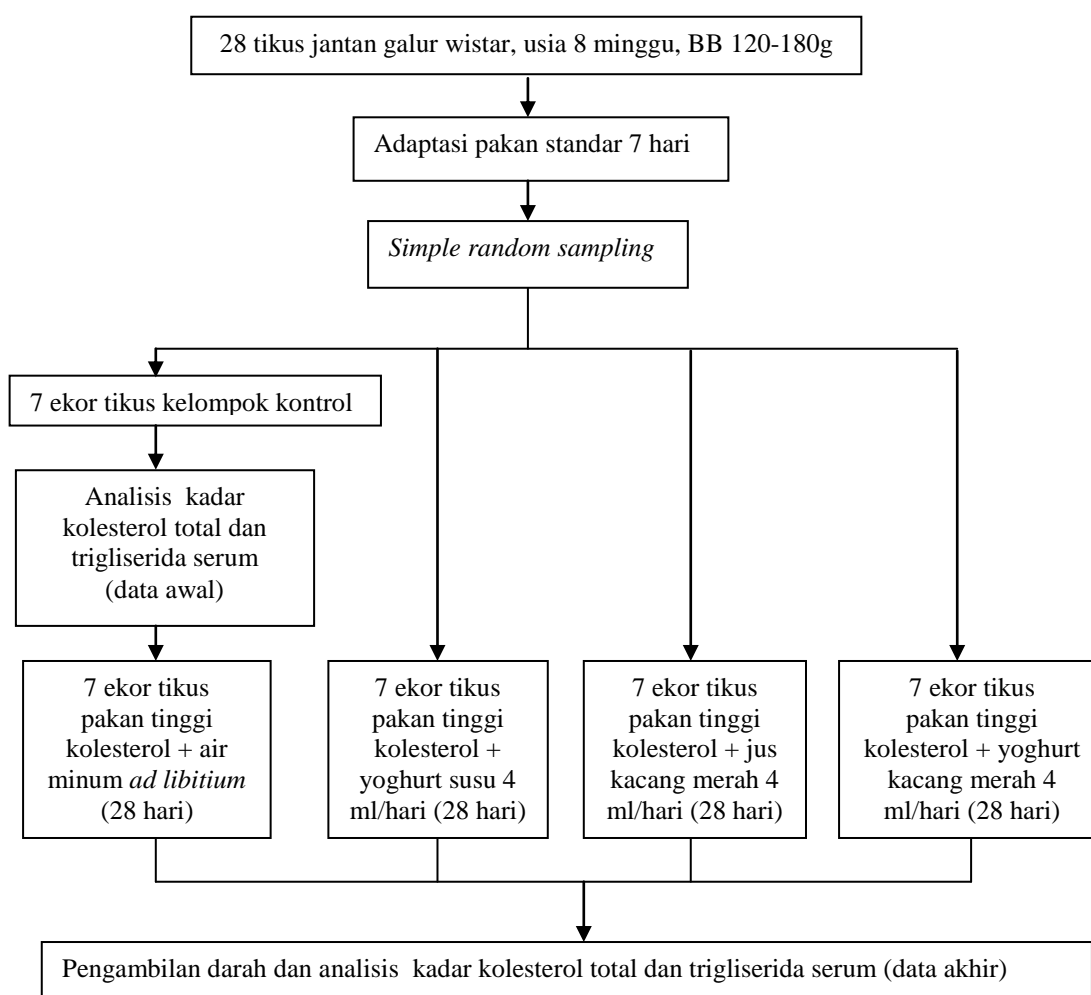 28 tikus jantan galur wistar, usia 8 minggu, BB 120-180g
Adaptasi pakan standar 7 hari
Simple random sampling
7 ekor tikus kelompok kontrol
Analisis kadar
kolesterol total dan
trigliserida serum
(data awal)
7 ekor tikus
pakan tinggi
kolesterol + air
minum ad libitium
(28 hari)
7 ekor tikus
pakan tinggi
kolesterol +
yoghurt susu 4
ml/hari (28 hari)
7 ekor tikus
pakan tinggi
kolesterol + jus
kacang merah 4
ml/hari (28 hari)
7 ekor tikus
pakan tinggi
kolesterol + yoghurt
kacang merah 4
ml/hari (28 hari)
Pengambilan darah dan analisis kadar kolesterol total dan trigliserida serum (data akhir)